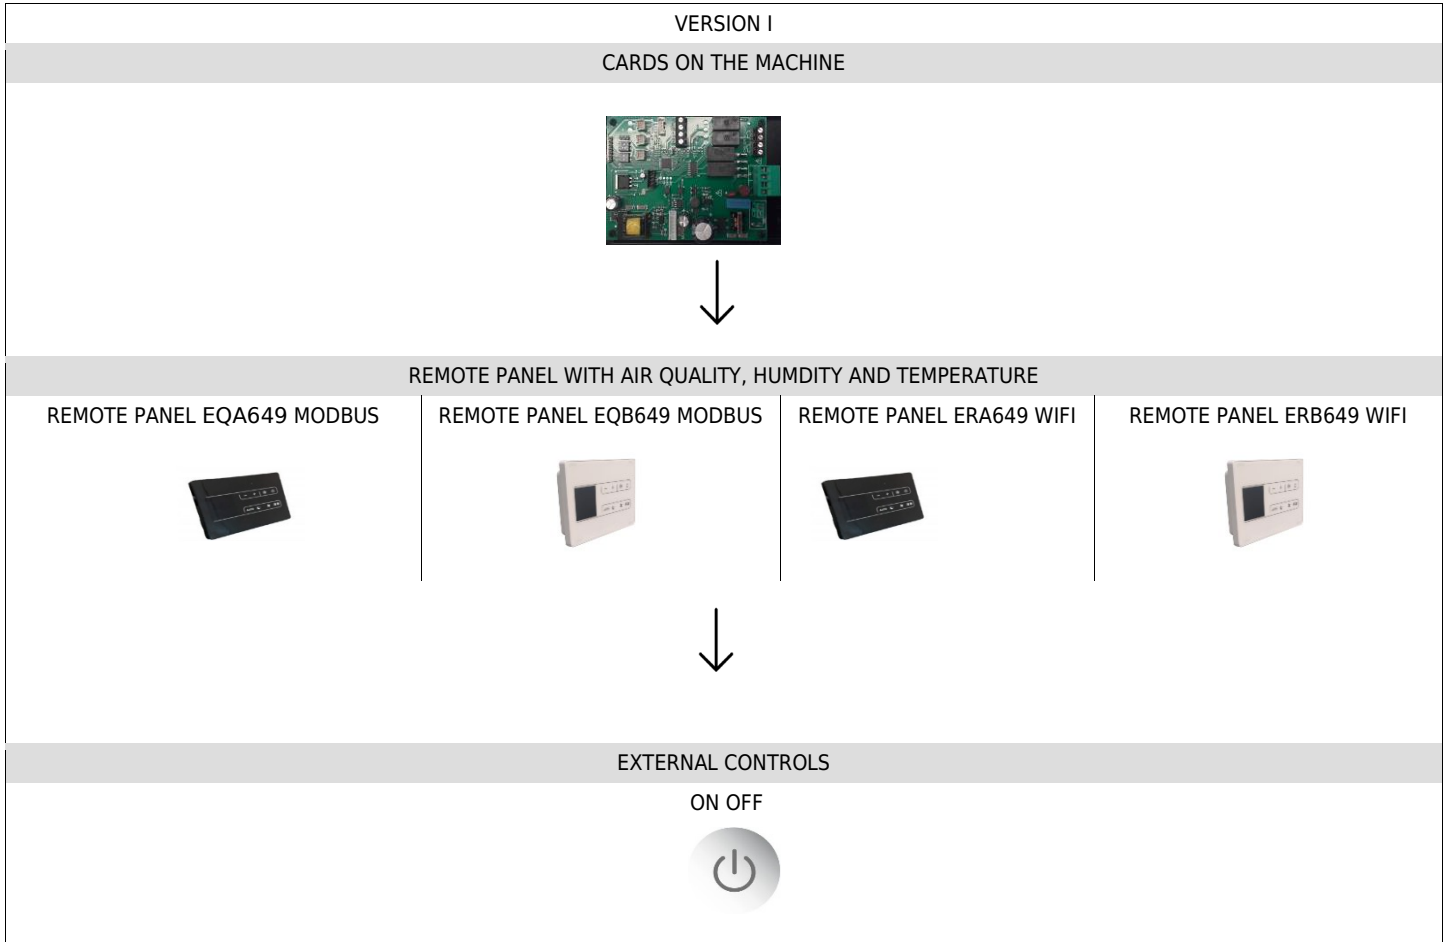 VERSION I
CARDS ON THE MACHINE
REMOTE PANEL WITH AIR QUALITY, HUMDITY AND TEMPERATURE
REMOTE PANEL EQA649 MODBUS
REMOTE PANEL EQB649 MODBUS
REMOTE PANEL ERA649 WIFI
REMOTE PANEL ERB649 WIFI
EXTERNAL CONTROLS
ON OFF